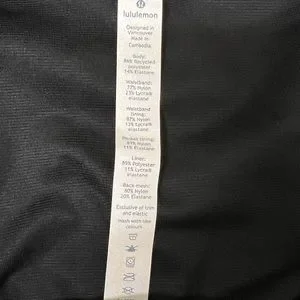 lululemon
Designed in
Vancouver
Made in
Cambodia
Body:
86% Recycled
polyester
14% Elastane
Waistband:
77% Nylon
23% Lycra®
elastane
Waistband
lining:
87% Nylon
13% Lycra®
elastane
Pocket lining:
89% Nylon
11% Elastane
Liner:
89% Polyester
11% Lycra®
elastane
Back mesh:
80% Nylon
20% Elastane
Exclusive of trim
and elastic
Wash with like
colours